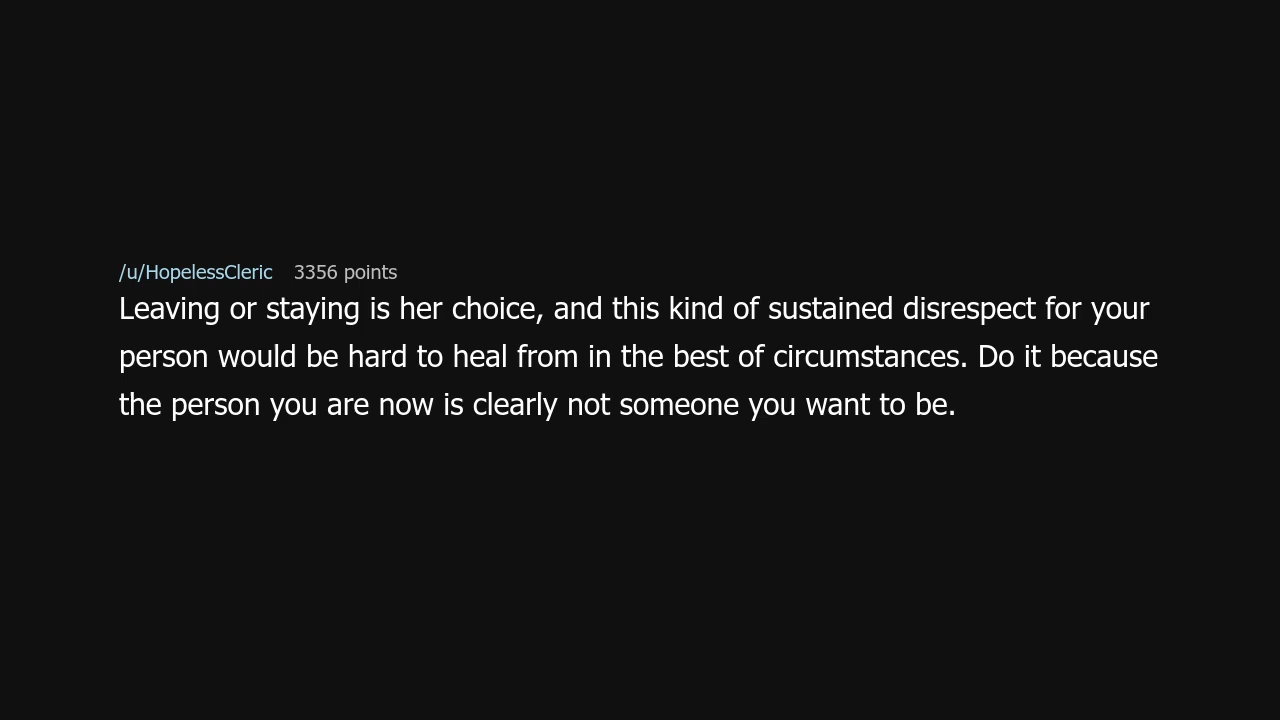 /u/HopelessCleric 3356 points
Leaving or staying is her choice, and this kind of sustained disrespect for your
person would be hard to heal from in the best of circumstances. Do it because
the person you are now is clearly not someone you want to be.